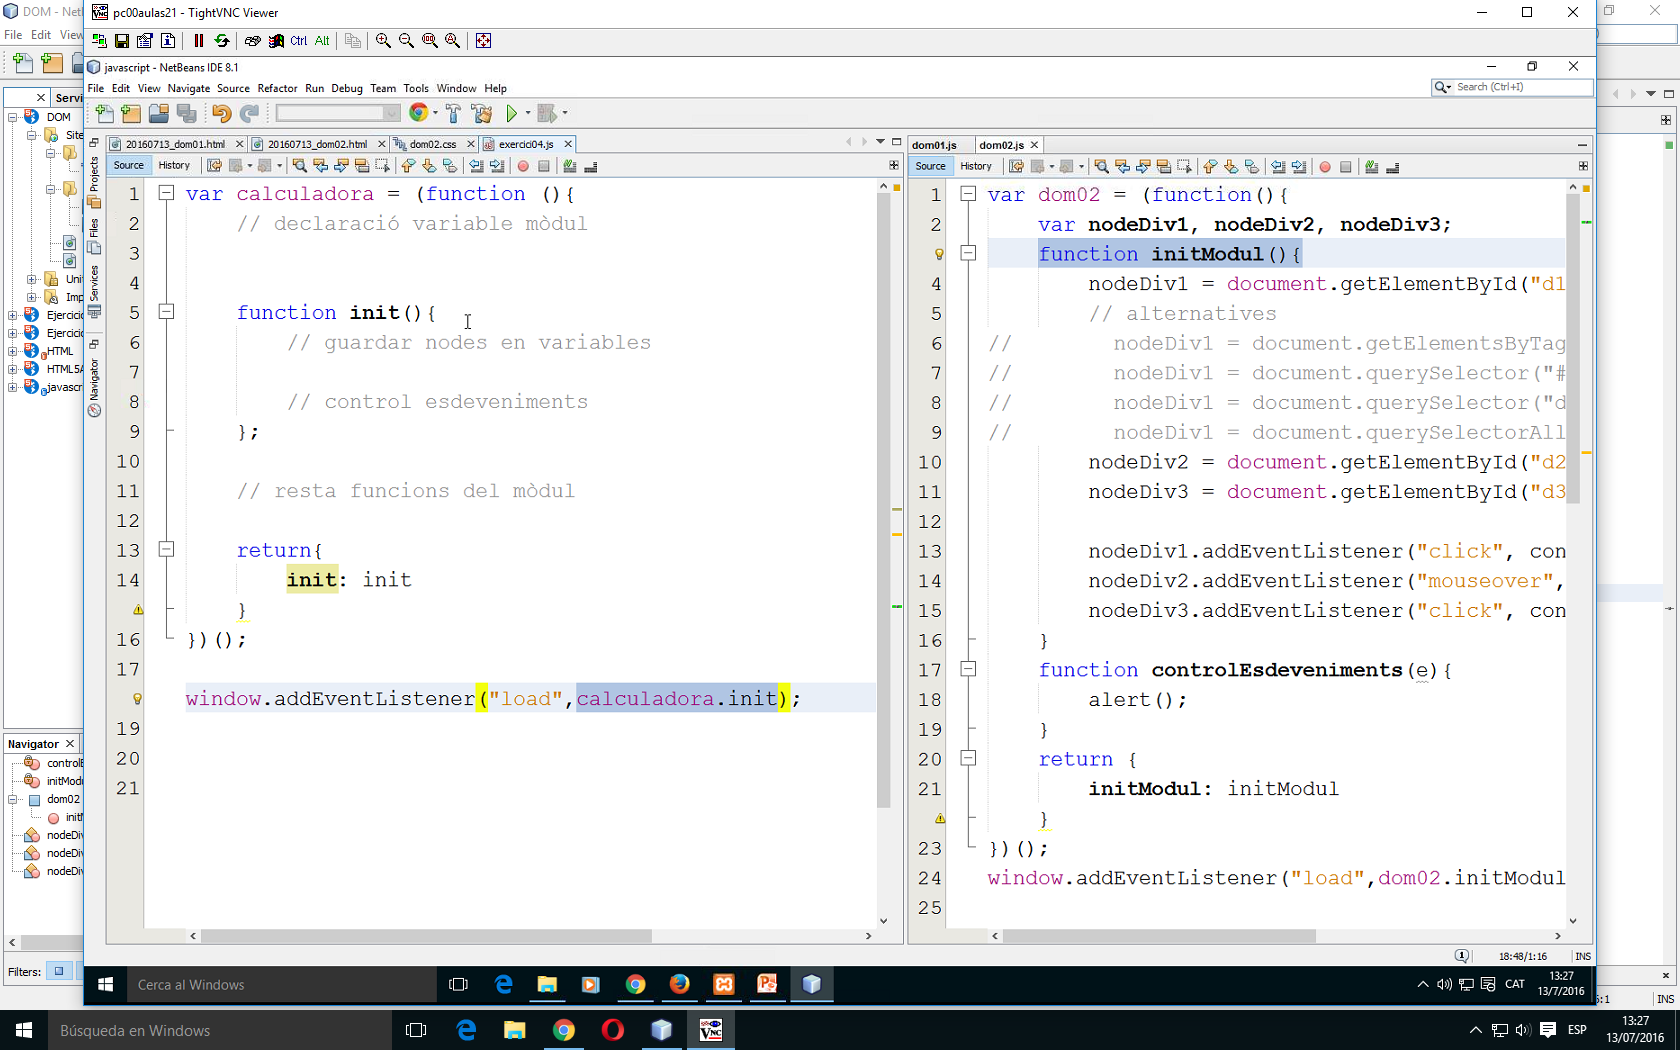 DOM - Net
pc00aulas21 - TightVNC Viewer
File Edit View
Ctrl Alt
javascript - NetBeans IDE 8.1
File Edit View Navigate Source Refactor Run Debug Team Tools Window Help
Search (Ctrl+I)
Servi
DOM
Site
Unit
Imp
Ejercicio
Ejercicio
HTML
HTML5A
javascri
Projects
Files
Services
Navigator
20160713_dom01.html
20160713_dom02.html
dom02.css
exercici04.js
Source History
1 var calculadora = (function (){
2 // declaració variable mòdul
3
4
5 function init(){
6 // guardar nodes en variables
7
8 // control esdeveniments
9 };
10
11 // resta funcions del mòdul
12
13 return{
14 init: init
}
16 })();
17
window.addEventListener("load",calculadora.init);
19
20
21
dom01.js dom02.js
Source History
1 var dom02 = (function(){
2 var nodeDiv1, nodeDiv2, nodeDiv3;
function initModul(){
4 nodeDiv1 = document.getElementById("d1
5 // alternatives
6 // nodeDiv1 = document.getElementsByTag
7 // nodeDiv1 = document.querySelector("#
8 // nodeDiv1 = document.querySelector("d
9 // nodeDiv1 = document.querySelectorAll
10 nodeDiv2 = document.getElementById("d2
11 nodeDiv3 = document.getElementById("d3
12
13 nodeDiv1.addEventListener("click", con
14 nodeDiv2.addEventListener("mouseover",
15 nodeDiv3.addEventListener("click", con
16 }
17 function controlEsdeveniments(e){
18 alert();
19 }
20 return {
21 initModul: initModul
}
23 })();
24 window.addEventListener("load",dom02.initModul
25
Navigator
controlE
initModu
dom02
initM
nodeDiv
nodeDiv
nodeDiv
Filters:
1
18:48/1:16 INS
Cerca al Windows
CAT
13:27
13/7/2016
5:1 INS
Búsqueda en Windows
VNC
ESP
13:27
13/07/2016